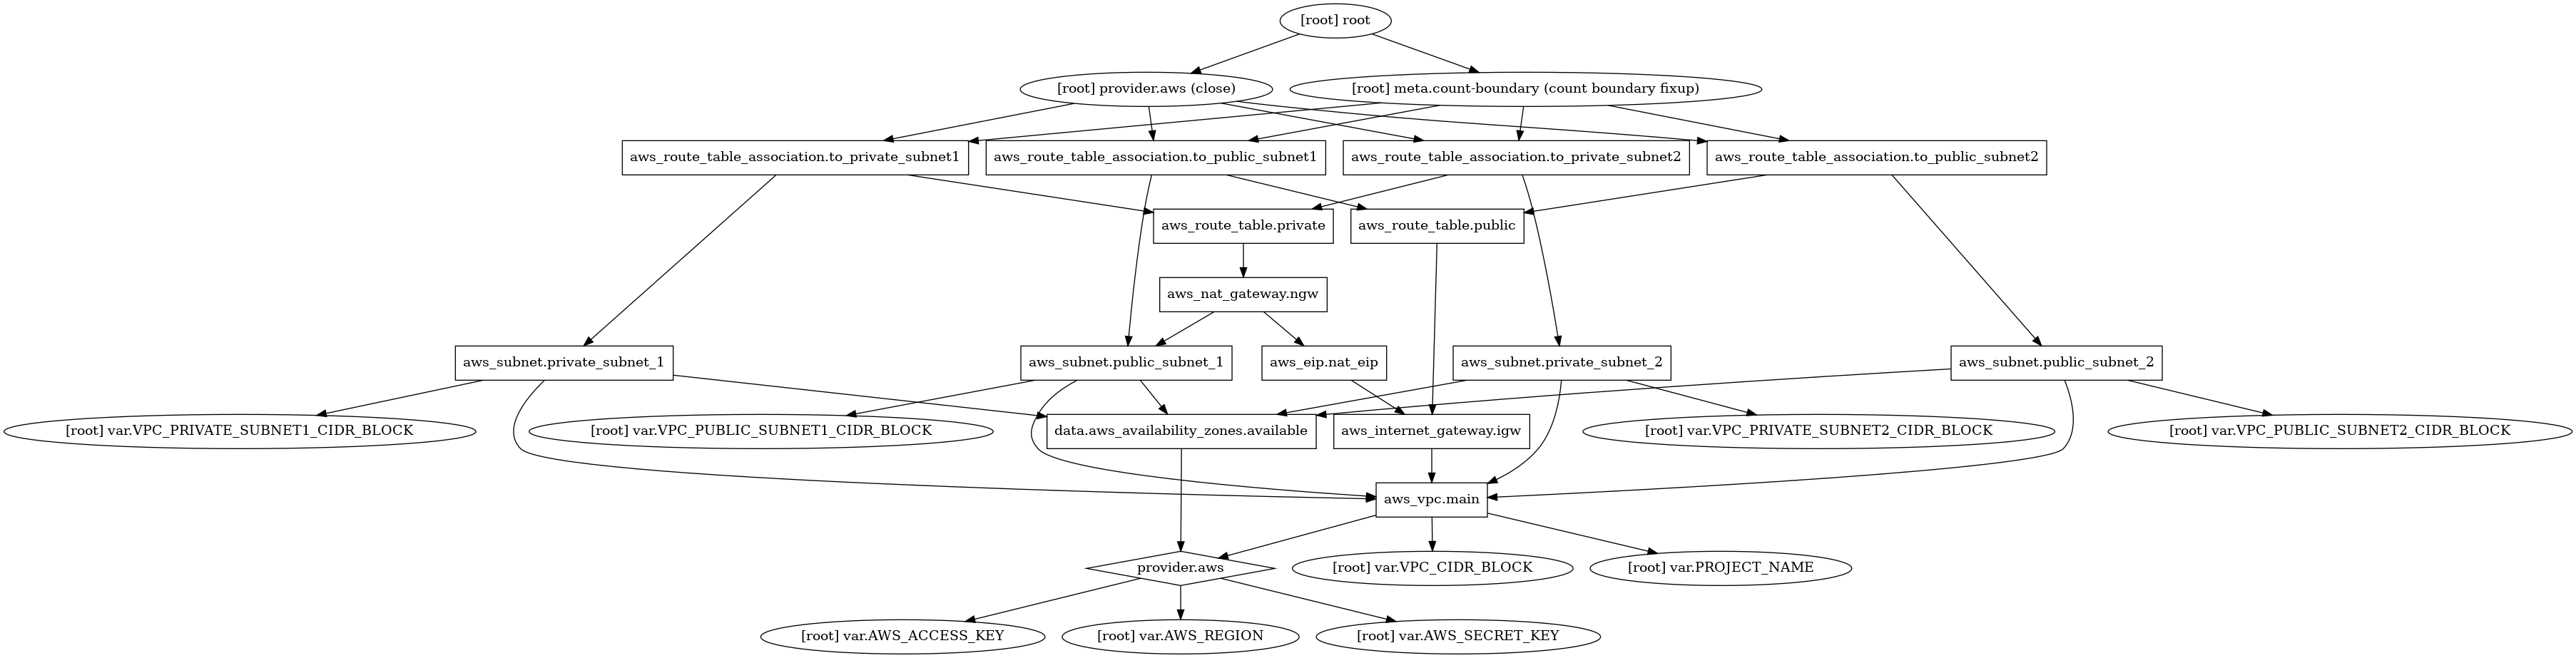 [root] root
[root] provider.aws (close)
[root] meta.count-boundary (count boundary fixup)
aws_route_table_association.to_private_subnet1
aws_route_table_association.to_public_subnet1
aws_route_table_association.to_private_subnet2
aws_route_table_association.to_public_subnet2
aws_route_table.private
aws_route_table.public
aws_nat_gateway.ngw
aws_subnet.private_subnet_1
aws_subnet.public_subnet_1
aws_eip.nat_eip
aws_subnet.private_subnet_2
aws_subnet.public_subnet_2
[root] var.VPC_PRIVATE_SUBNET1_CIDR_BLOCK
[root] var.VPC_PUBLIC_SUBNET1_CIDR_BLOCK
data.aws_availability_zones.available
aws_internet_gateway.igw
[root] var.VPC_PRIVATE_SUBNET2_CIDR_BLOCK
[root] var.VPC_PUBLIC_SUBNET2_CIDR_BLOCK
aws_vpc.main
provider.aws
[root] var.VPC_CIDR_BLOCK
[root] var.PROJECT_NAME
[root] var.AWS_ACCESS_KEY
[root] var.AWS_REGION
[root] var.AWS_SECRET_KEY